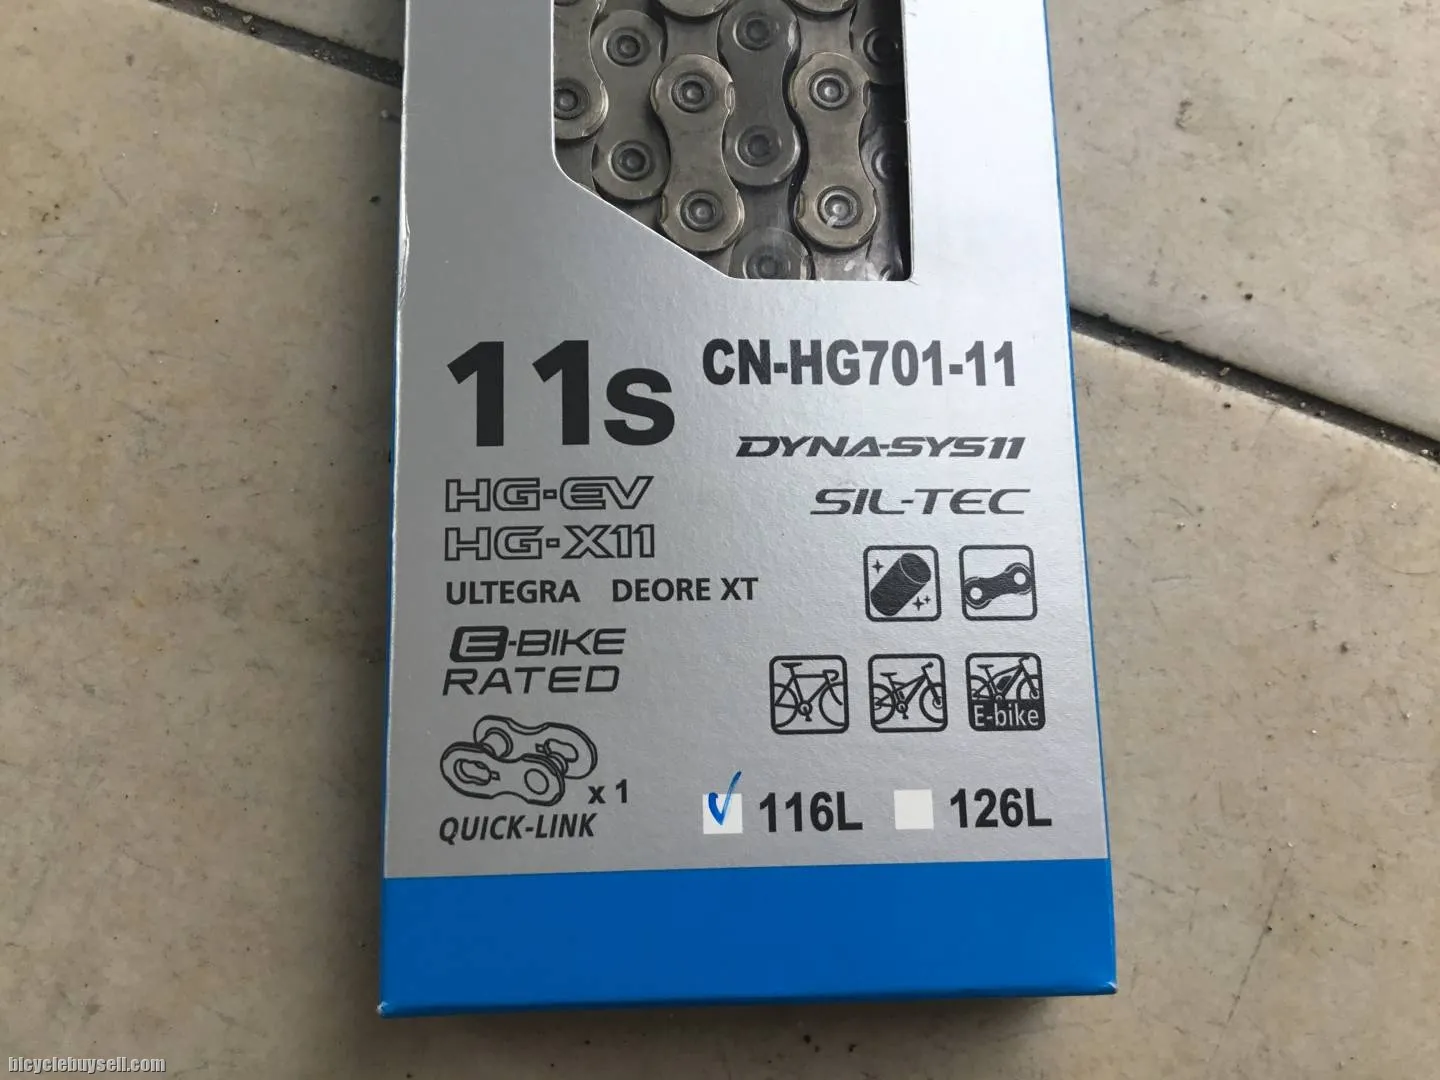 11s
CN-HG701-11
DYNA-SYS11
HG-EV
SIL-TEC
HG-X11
ULTEGRA DEORE XT
E-BIKE
RATED
E-bike
x 1
QUICK-LINK
116L
126L
bicyclebuysell.com